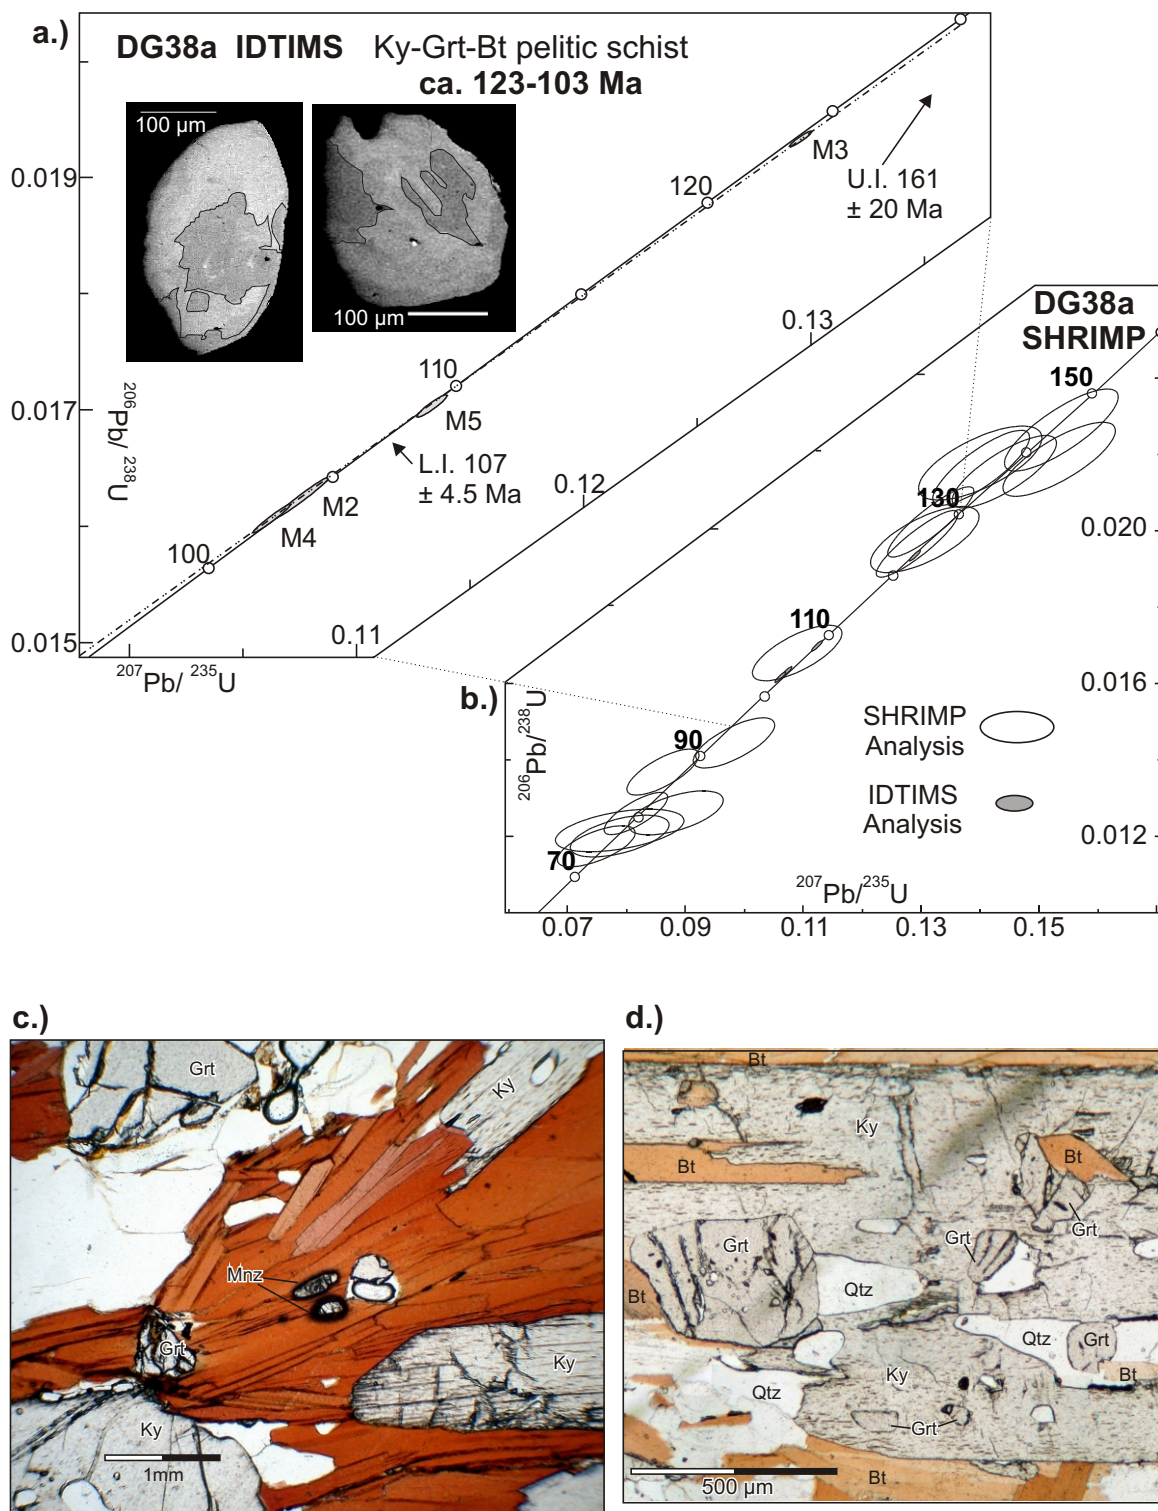 a.)
DG38a IDTIMS Ky-Grt-Bt pelitic schist
ca. 123-103 Ma
100 µm
100 µm
0.019
0.017
0.015
206Pb/ 238U
207Pb/ 235U
100
110
120
M3
M5
M2
M4
U.I. 161
± 20 Ma
L.I. 107
± 4.5 Ma
0.11
0.12
0.13
b.)
DG38a
SHRIMP
150
130
110
90
70
206Pb/238U
207Pb/235U
0.020
0.016
0.012
0.07
0.09
0.11
0.13
0.15
SHRIMP
Analysis
IDTIMS
Analysis
c.)
Grt
Ky
Mnz
Grt
Ky
Ky
1mm
d.)
Bt
Ky
Bt
Bt
Grt
Grt
Grt
Bt
Qtz
Qtz
Grt
Ky
Bt
Qtz
Grt
Bt
500 µm